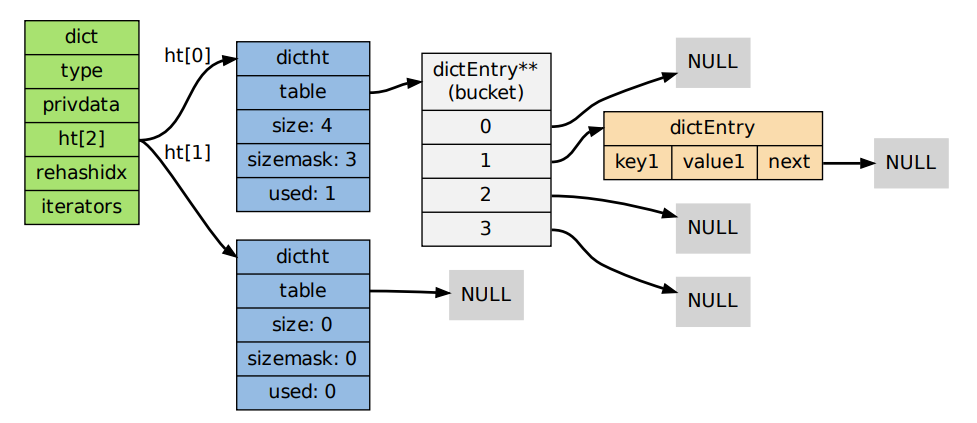 dict
type
privdata
ht[2]
rehashidx
iterators
ht[0]
ht[1]
dictht
table
size: 4
sizemask: 3
used: 1
dictht
table
size: 0
sizemask: 0
used: 0
NULL
dictEntry**
(bucket)
0
1
2
3
NULL
dictEntry
key1 value1 next
NULL
NULL
NULL